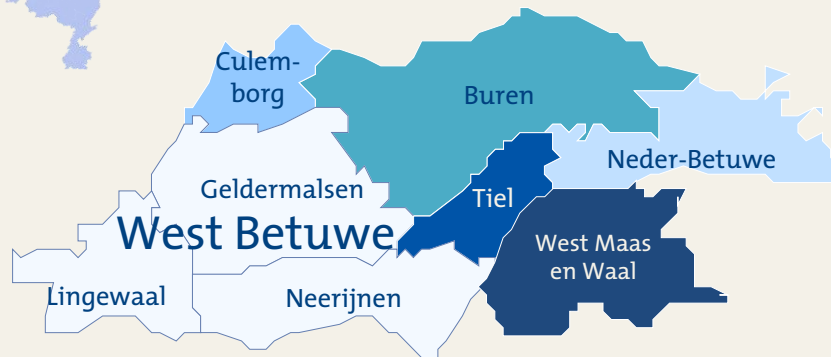 Culem-
borg
Buren
Neder-Betuwe
Geldermalsen
Tiel
West Betuwe
West Maas
en Waal
Lingewaal
Neerijnen